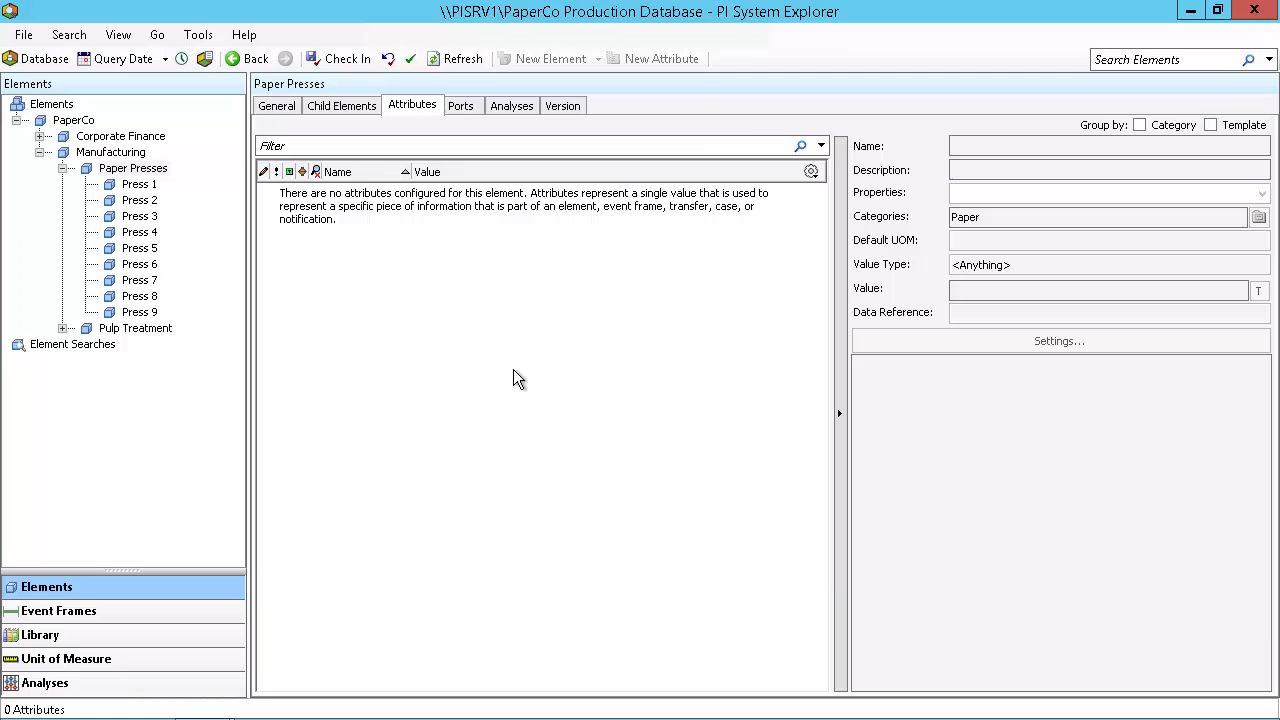 \\PISRV1\PaperCo Production Database - PI System Explorer
File Search View Go Tools Help
Database Query Date Back Check In Refresh New Element New Attribute Search Elements
Elements
Elements
PaperCo
Corporate Finance
Manufacturing
Paper Presses
Press 1
Press 2
Press 3
Press 4
Press 5
Press 6
Press 7
Press 8
Press 9
Pulp Treatment
Element Searches
Elements
Event Frames
Library
Unit of Measure
Analyses
Paper Presses
General Child Elements Attributes Ports Analyses Version
Group by: Category Template
Filter
Name Value
There are no attributes configured for this element. Attributes represent a single value that is used to
represent a specific piece of information that is part of an element, event frame, transfer, case, or
notification.
Name:
Description:
Properties:
Categories: Paper
Default UOM:
Value Type: <Anything>
Value: T
Data Reference:
Settings...
0 Attributes